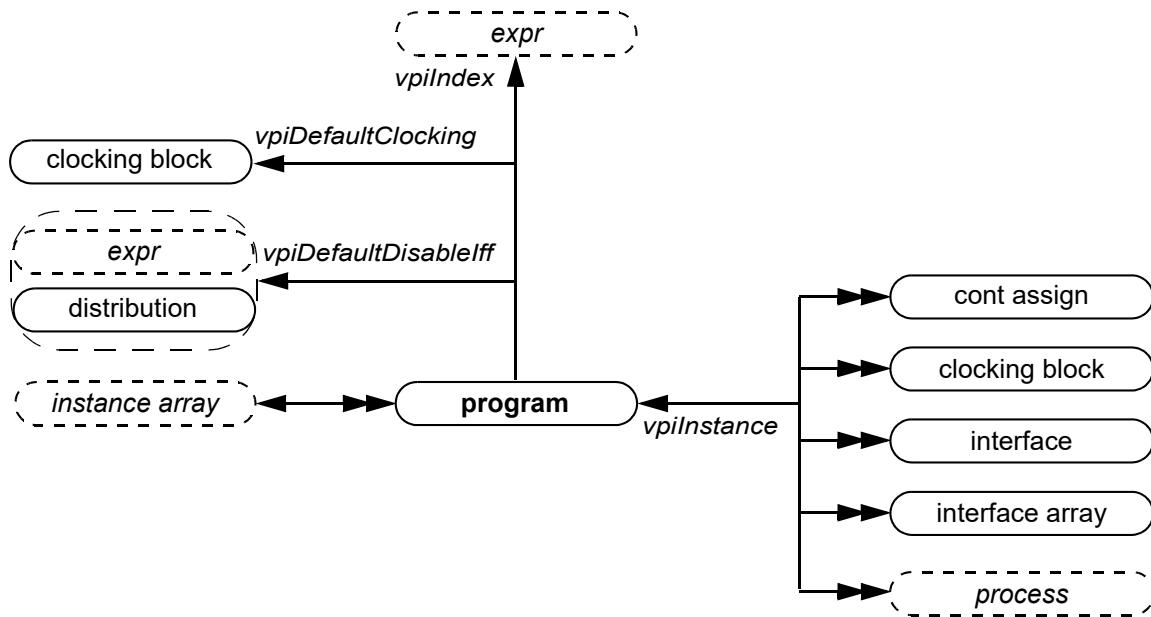 expr
vpiIndex
vpiDefaultClocking
clocking block
expr
vpiDefaultDisableIff
distribution
cont assign
clocking block
instance array
program
vpiInstance
interface
interface array
process